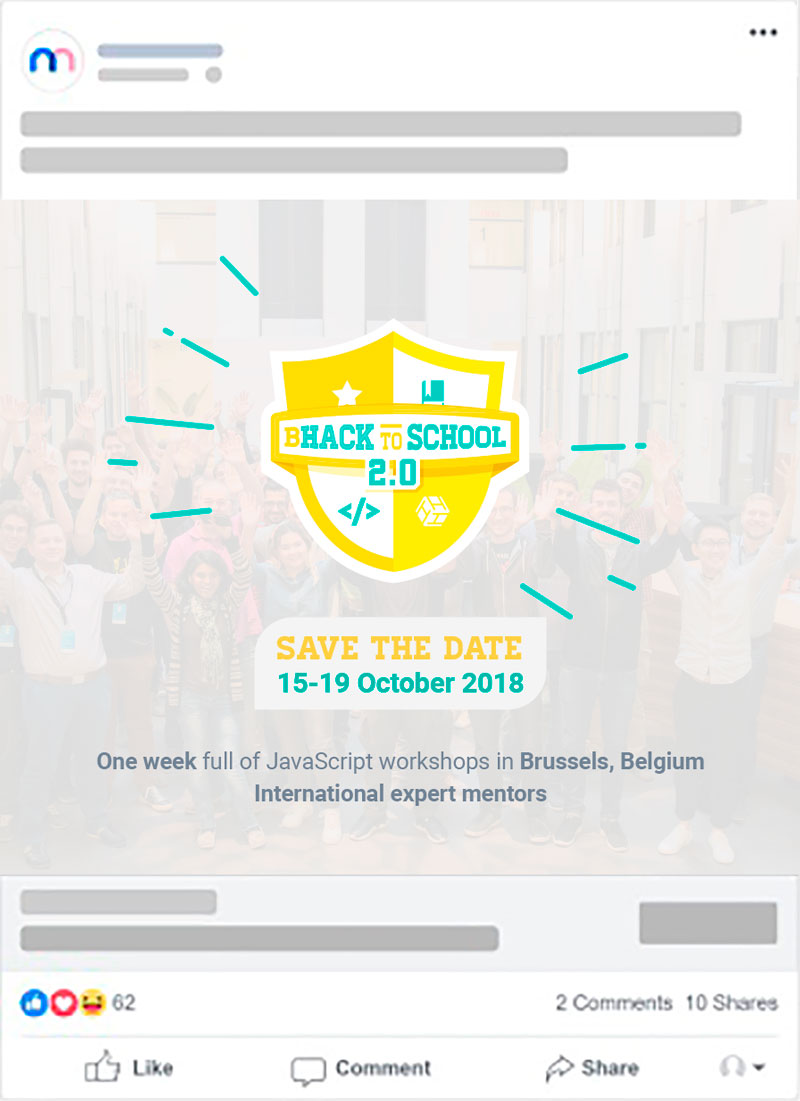 BHACK TO SCHOOL
2!0
</>
SAVE THE DATE
15-19 October 2018
One week full of JavaScript workshops in Brussels, Belgium
International expert mentors
62
2 Comments 10 Shares
Like Comment Share